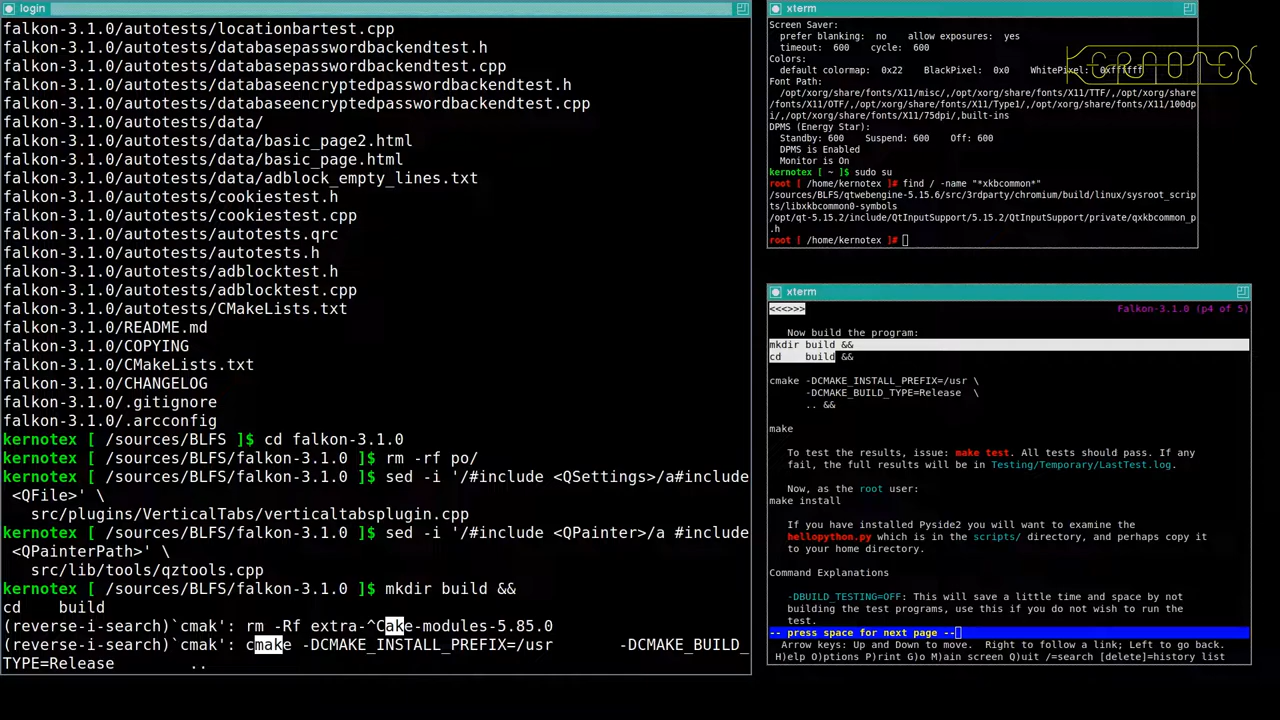 login
falkon-3.1.0/autotests/locationbartest.cpp
falkon-3.1.0/autotests/databasepasswordbackendtest.h
falkon-3.1.0/autotests/databasepasswordbackendtest.cpp
falkon-3.1.0/autotests/databaseencryptedpasswordbackendtest.h
falkon-3.1.0/autotests/databaseencryptedpasswordbackendtest.cpp
falkon-3.1.0/autotests/data/
falkon-3.1.0/autotests/data/basic_page2.html
falkon-3.1.0/autotests/data/basic_page.html
falkon-3.1.0/autotests/data/adblock_empty_lines.txt
falkon-3.1.0/autotests/cookiestest.h
falkon-3.1.0/autotests/cookiestest.cpp
falkon-3.1.0/autotests/autotests.qrc
falkon-3.1.0/autotests/autotests.h
falkon-3.1.0/autotests/adblocktest.h
falkon-3.1.0/autotests/adblocktest.cpp
falkon-3.1.0/autotests/CMakeLists.txt
falkon-3.1.0/README.md
falkon-3.1.0/COPYING
falkon-3.1.0/CMakeLists.txt
falkon-3.1.0/CHANGELOG
falkon-3.1.0/.gitignore
falkon-3.1.0/.arcconfig
kernotex [ /sources/BLFS ]$ cd falkon-3.1.0
kernotex [ /sources/BLFS/falkon-3.1.0 ]$ rm -rf po/
kernotex [ /sources/BLFS/falkon-3.1.0 ]$ sed -i '/#include <QSettings>/a#include
<QFile>' \
src/plugins/VerticalTabs/verticaltabsplugin.cpp
kernotex [ /sources/BLFS/falkon-3.1.0 ]$ sed -i '/#include <QPainter>/a #include
<QPainterPath>' \
src/lib/tools/qztools.cpp
kernotex [ /sources/BLFS/falkon-3.1.0 ]$ mkdir build &&
cd    build
(reverse-i-search)`cmak': rm -Rf extra-^Cake-modules-5.85.0
(reverse-i-search)`cmak': cmake -DCMAKE_INSTALL_PREFIX=/usr       -DCMAKE_BUILD_
TYPE=Release        ..
xterm
Screen Saver:
prefer blanking:  no    allow exposures:  yes
timeout:  600    cycle:  600
Colors:
default colormap:  0x22    BlackPixel:  0x0    WhitePixel:  0xffffff
KERNOTEX
Font Path:
/opt/xorg/share/fonts/X11/misc/,/opt/xorg/share/fonts/X11/TTF/,/opt/xorg/share
/fonts/X11/OTF/,/opt/xorg/share/fonts/X11/Type1/,/opt/xorg/share/fonts/X11/100dp
i/,/opt/xorg/share/fonts/X11/75dpi/,built-ins
DPMS (Energy Star):
Standby: 600    Suspend: 600    Off: 600
DPMS is Enabled
Monitor is On
kernotex [ ~ ]$ sudo su
root [ /home/kernotex ]# find / -name "*xkbcommon*"
/sources/BLFS/qtwebengine-5.15.6/src/3rdparty/chromium/build/linux/sysroot_scrip
ts/libxkbcommon0-symbols
/opt/qt-5.15.2/include/QtInputSupport/5.15.2/QtInputSupport/private/qxkbcommon_p
.h
root [ /home/kernotex ]#
xterm
<<<>>>
Falkon-3.1.0 (p4 of 5)
Now build the program:
mkdir build &&
cd    build &&
cmake -DCMAKE_INSTALL_PREFIX=/usr \
-DCMAKE_BUILD_TYPE=Release  \
.. &&
make
To test the results, issue: make test. All tests should pass. If any
fail, the full results will be in Testing/Temporary/LastTest.log.
Now, as the root user:
make install
If you have installed Pyside2 you will want to examine the
hellopython.py which is in the scripts/ directory, and perhaps copy it
to your home directory.
Command Explanations
-DBUILD_TESTING=OFF: This will save a little time and space by not
building the test programs, use this if you do not wish to run the
test.
-- press space for next page --
Arrow keys: Up and Down to move.  Right to follow a link; Left to go back.
H)elp O)ptions P)rint G)o M)ain screen Q)uit /=search [delete]=history list